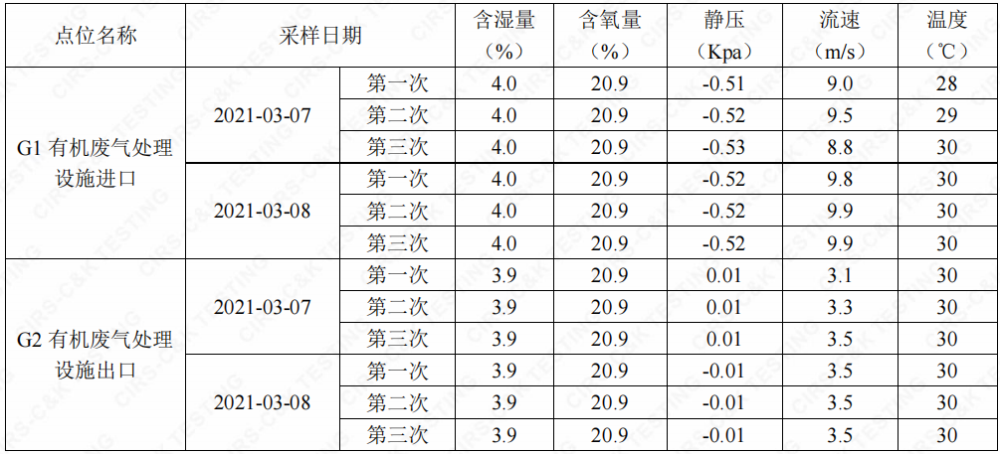 点位名称 采样日期 含湿量（%） 含氧量（%） 静压（Kpa） 流速（m/s） 温度（℃）
G1 有机废气处理设施进口 2021-03-07 第一次 4.0 20.9 -0.51 9.0 28
第二次 4.0 20.9 -0.52 9.5 29
第三次 4.0 20.9 -0.53 8.8 30
2021-03-08 第一次 4.0 20.9 -0.52 9.8 30
第二次 4.0 20.9 -0.52 9.9 30
第三次 4.0 20.9 -0.52 9.9 30
G2 有机废气处理设施出口 2021-03-07 第一次 3.9 20.9 0.01 3.1 30
第二次 3.9 20.9 0.01 3.3 30
第三次 3.9 20.9 0.01 3.5 30
2021-03-08 第一次 3.9 20.9 -0.01 3.5 30
第二次 3.9 20.9 -0.01 3.5 30
第三次 3.9 20.9 -0.01 3.5 30
CIRS-C&K TESTING